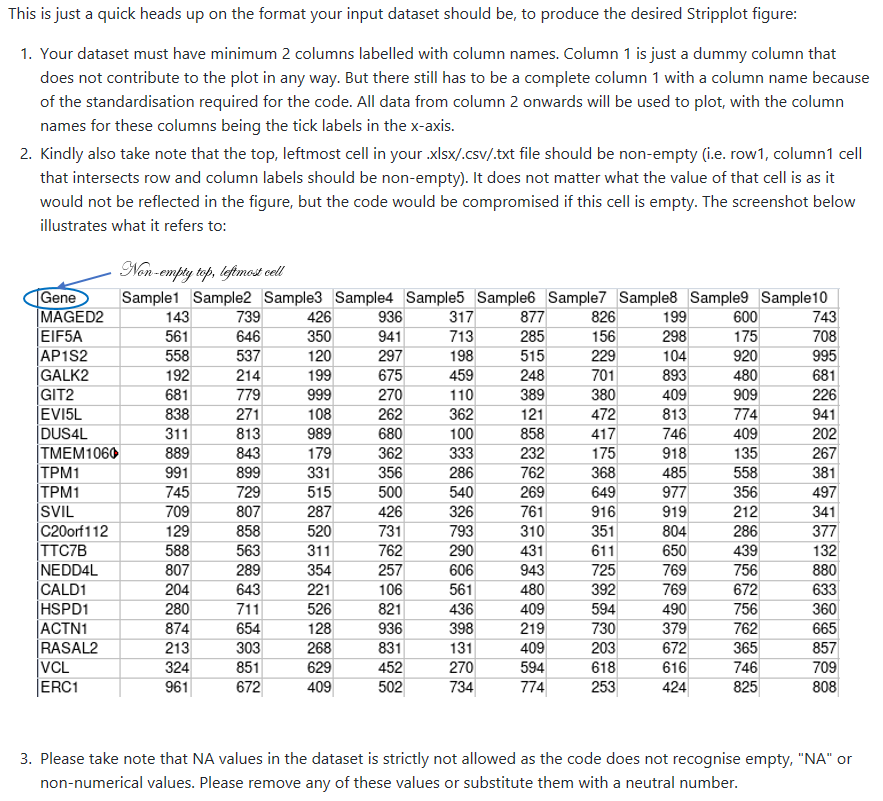 This is just a quick heads up on the format your input dataset should be, to produce the desired Stripplot figure:
1. Your dataset must have minimum 2 columns labelled with column names. Column 1 is just a dummy column that
does not contribute to the plot in any way. But there still has to be a complete column 1 with a column name because
of the standardisation required for the code. All data from column 2 onwards will be used to plot, with the column
names for these columns being the tick labels in the x-axis.
2. Kindly also take note that the top, leftmost cell in your .xlsx/.csv/.txt file should be non-empty (i.e. row1, column1 cell
that intersects row and column labels should be non-empty). It does not matter what the value of that cell is as it
would not be reflected in the figure, but the code would be compromised if this cell is empty. The screenshot below
illustrates what it refers to:
Non-empty top, leftmost cell
Gene Sample1 Sample2 Sample3 Sample4 Sample5 Sample6 Sample7 Sample8 Sample9 Sample10
MAGED2 143 739 426 936 317 877 826 199 600 743
EIF5A 561 646 350 941 713 285 156 298 175 708
AP1S2 558 537 120 297 198 515 229 104 920 995
GALK2 192 214 199 675 459 248 701 893 480 681
GIT2 681 779 999 270 110 389 380 409 909 226
EVI5L 838 271 108 262 362 121 472 813 774 941
DUS4L 311 813 989 680 100 858 417 746 409 202
TMEM106 889 843 179 362 333 232 175 918 135 267
TPM1 991 899 331 356 286 762 368 485 558 381
TPM1 745 729 515 500 540 269 649 977 356 497
SVIL 709 807 287 426 326 761 916 919 212 341
C20orf112 129 858 520 731 793 310 351 804 286 377
TTC7B 588 563 311 762 290 431 611 650 439 132
NEDD4L 807 289 354 257 606 943 725 769 756 880
CALD1 204 643 221 106 561 480 392 769 672 633
HSPD1 280 711 526 821 436 409 594 490 756 360
ACTN1 874 654 128 936 398 219 730 379 762 665
RASAL2 213 303 268 831 131 409 203 672 365 857
VCL 324 851 629 452 270 594 618 616 746 709
ERC1 961 672 409 502 734 774 253 424 825 808
3. Please take note that NA values in the dataset is strictly not allowed as the code does not recognise empty, "NA" or
non-numerical values. Please remove any of these values or substitute them with a neutral number.